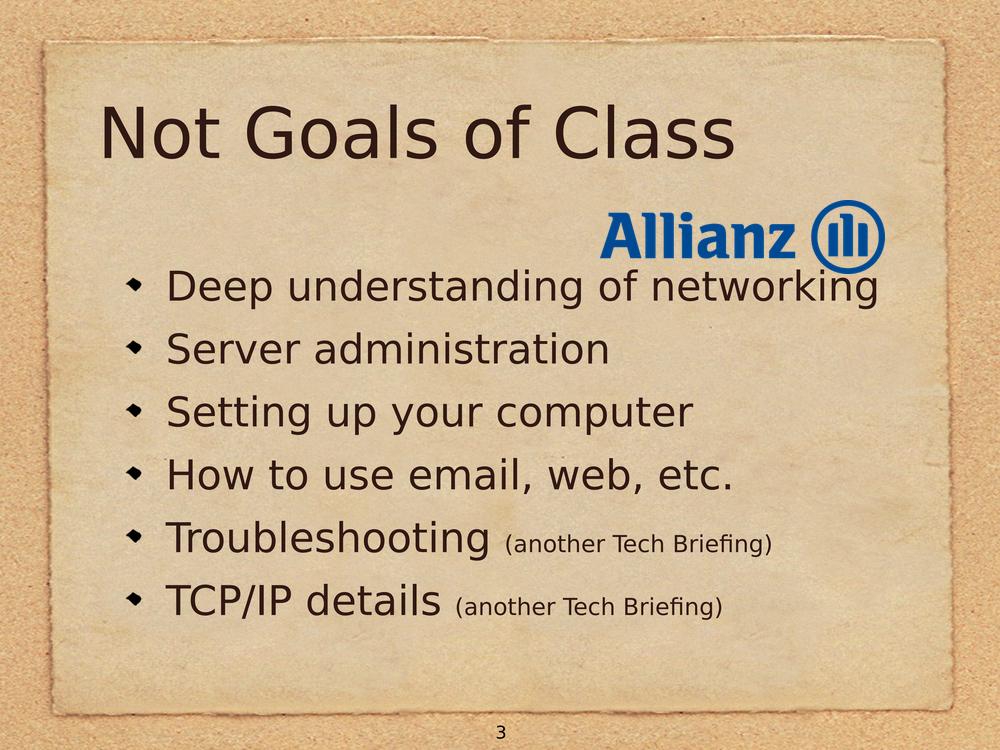 Not Goals of Class
Allianz
Deep understanding of networking
Server administration
Setting up your computer
How to use email, web, etc.
Troubleshooting (another Tech Briefing)
TCP/IP details (another Tech Briefing)
3